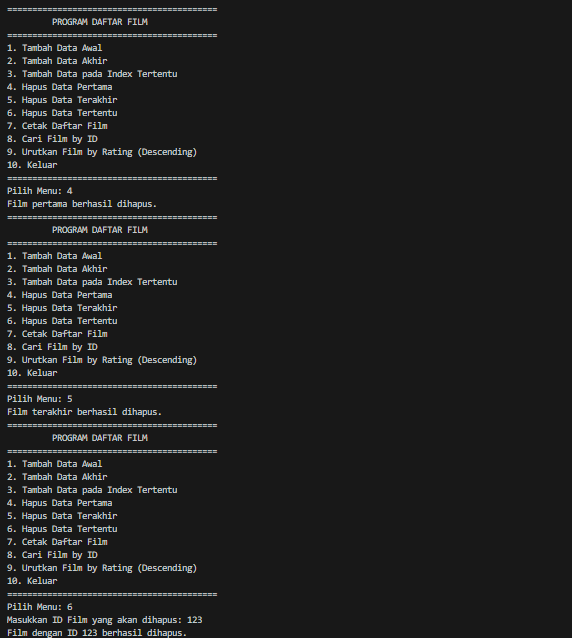 ==========================================
PROGRAM DAFTAR FILM
==========================================
1. Tambah Data Awal
2. Tambah Data Akhir
3. Tambah Data pada Index Tertentu
4. Hapus Data Pertama
5. Hapus Data Terakhir
6. Hapus Data Tertentu
7. Cetak Daftar Film
8. Cari Film by ID
9. Urutkan Film by Rating (Descending)
10. Keluar
==========================================
Pilih Menu: 4
Film pertama berhasil dihapus.
==========================================
PROGRAM DAFTAR FILM
==========================================
1. Tambah Data Awal
2. Tambah Data Akhir
3. Tambah Data pada Index Tertentu
4. Hapus Data Pertama
5. Hapus Data Terakhir
6. Hapus Data Tertentu
7. Cetak Daftar Film
8. Cari Film by ID
9. Urutkan Film by Rating (Descending)
10. Keluar
==========================================
Pilih Menu: 5
Film terakhir berhasil dihapus.
==========================================
PROGRAM DAFTAR FILM
==========================================
1. Tambah Data Awal
2. Tambah Data Akhir
3. Tambah Data pada Index Tertentu
4. Hapus Data Pertama
5. Hapus Data Terakhir
6. Hapus Data Tertentu
7. Cetak Daftar Film
8. Cari Film by ID
9. Urutkan Film by Rating (Descending)
10. Keluar
==========================================
Pilih Menu: 6
Masukkan ID Film yang akan dihapus: 123
Film dengan ID 123 berhasil dihapus.